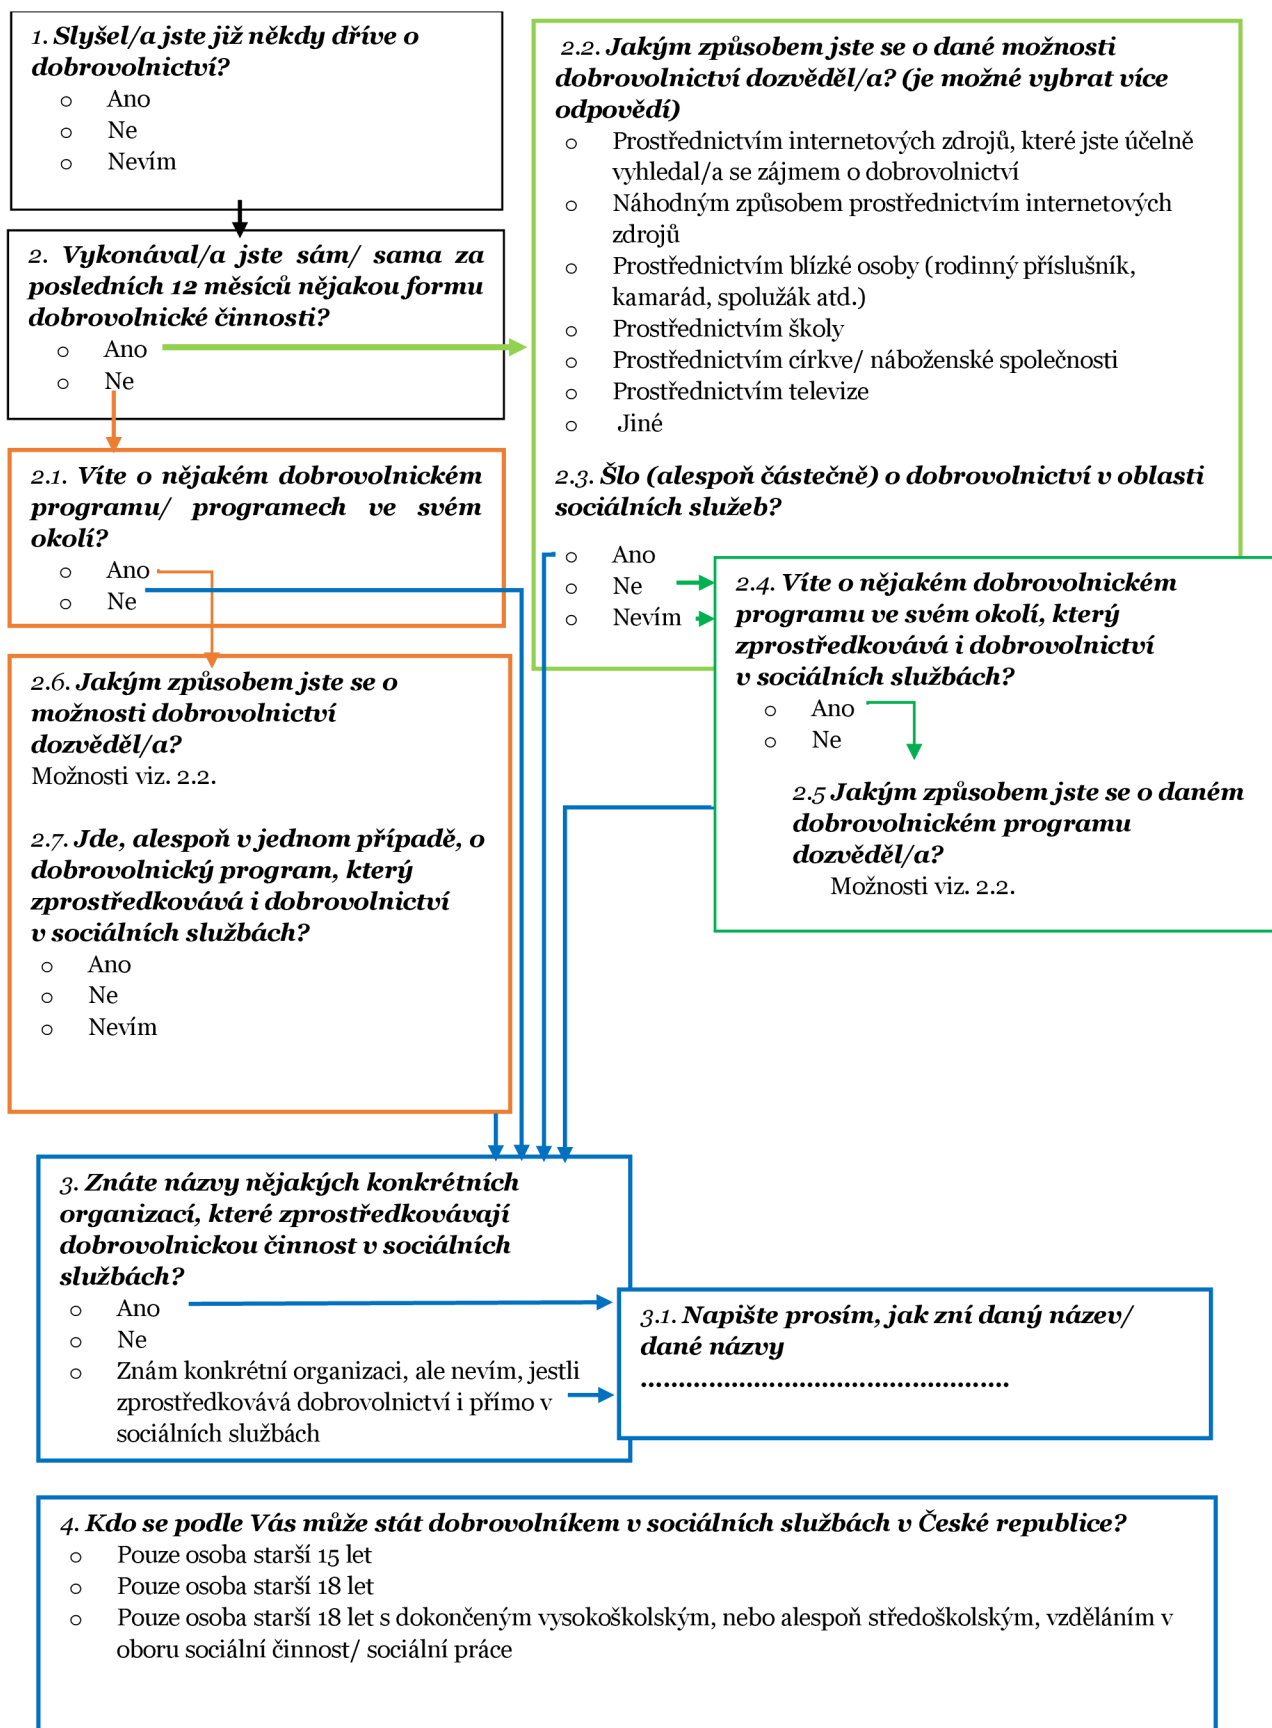 1. Slyšel/a jste již někdy dříve o
dobrovolnictví?
o Ano
o Ne
o Nevím
2. Vykonával/a jste sám/ sama za
posledních 12 měsíců nějakou formu
dobrovolnické činnosti?
o Ano
o Ne
2.1. Víte o nějakém dobrovolnickém
programu/ programech ve svém
okolí?
o Ano
o Ne
2.2. Jakým způsobem jste se o dané možnosti
dobrovolnictví dozvěděl/a? (je možné vybrat více
odpovědí)
o Prostřednictvím internetových zdrojů, které jste účelně
vyhledal/a se zájmem o dobrovolnictví
o Náhodným způsobem prostřednictvím internetových
zdrojů
o Prostřednictvím blízké osoby (rodinný příslušník,
kamarád, spolužák atd.)
o Prostřednictvím školy
o Prostřednictvím církve/ náboženské společnosti
o Prostřednictvím televize
o Jiné
2.3. Šlo (alespoň částečně) o dobrovolnictví v oblasti
sociálních služeb?
o Ano
o Ne
o Nevím
2.4. Víte o nějakém dobrovolnickém
programu ve svém okolí, který
zprostředkovává i dobrovolnictví
v sociálních službách?
o Ano
o Ne
2.5 Jakým způsobem jste se o daném
dobrovolnickém programu
dozvěděl/a?
Možnosti viz. 2.2.
2.6. Jakým způsobem jste se o
možnosti dobrovolnictví
dozvěděl/a?
Možnosti viz. 2.2.
2.7. Jde, alespoň v jednom případě, o
dobrovolnický program, který
zprostředkovává i dobrovolnictví
v sociálních službách?
o Ano
o Ne
o Nevím
3. Znáte názvy nějakých konkrétních
organizací, které zprostředkovávají
dobrovolnickou činnost v sociálních
službách?
o Ano
o Ne
o Znám konkrétní organizaci, ale nevím, jestli
zprostředkovává dobrovolnictví i přímo v
sociálních službách
3.1. Napište prosím, jak zní daný název/
dané názvy
.................................................
4. Kdo se podle Vás může stát dobrovolníkem v sociálních službách v České republice?
o Pouze osoba starší 15 let
o Pouze osoba starší 18 let
o Pouze osoba starší 18 let s dokončeným vysokoškolským, nebo alespoň středoškolským, vzděláním v
oboru sociální činnost/ sociální práce